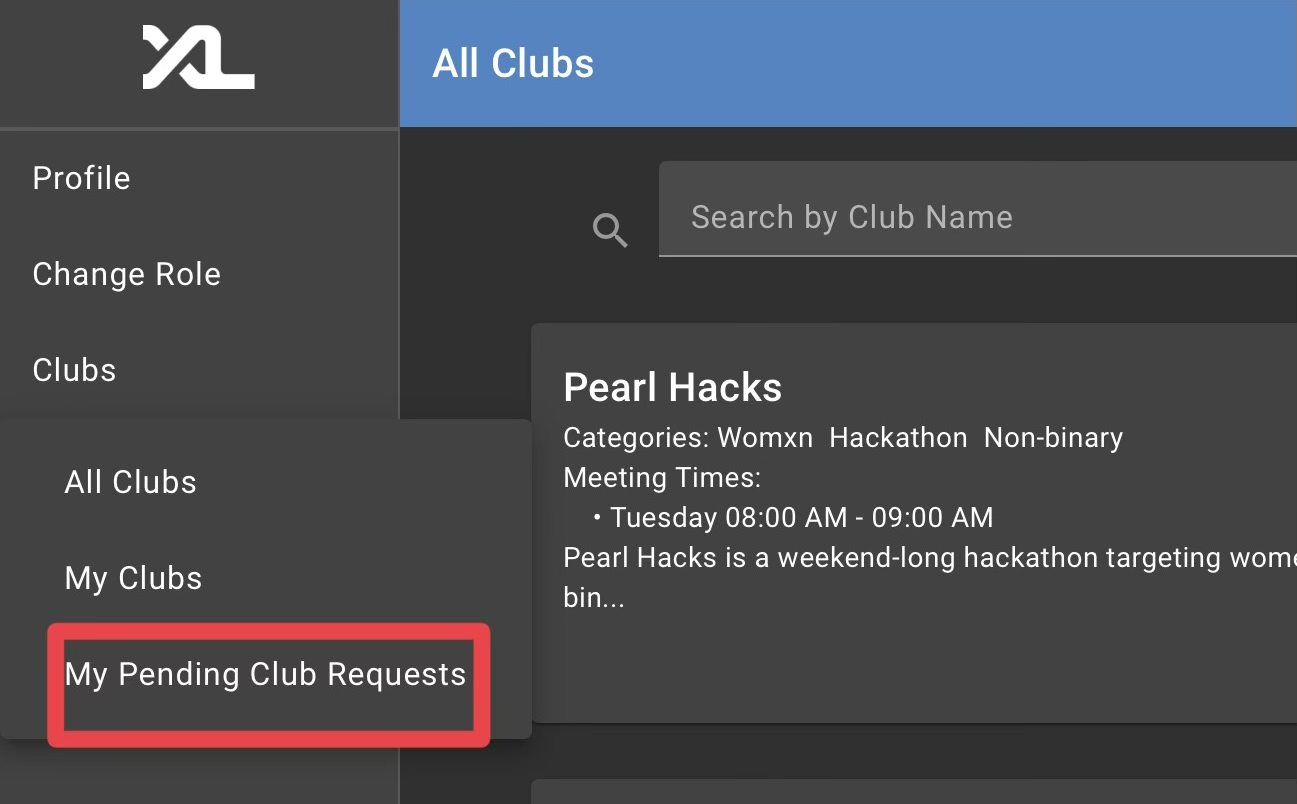 XL
All Clubs
Profile
Change Role
Clubs
All Clubs
My Clubs
My Pending Club Requests
Search by Club Name
Pearl Hacks
Categories: Womxn  Hackathon  Non-binary
Meeting Times:
• Tuesday 08:00 AM - 09:00 AM
Pearl Hacks is a weekend-long hackathon targeting
bin...